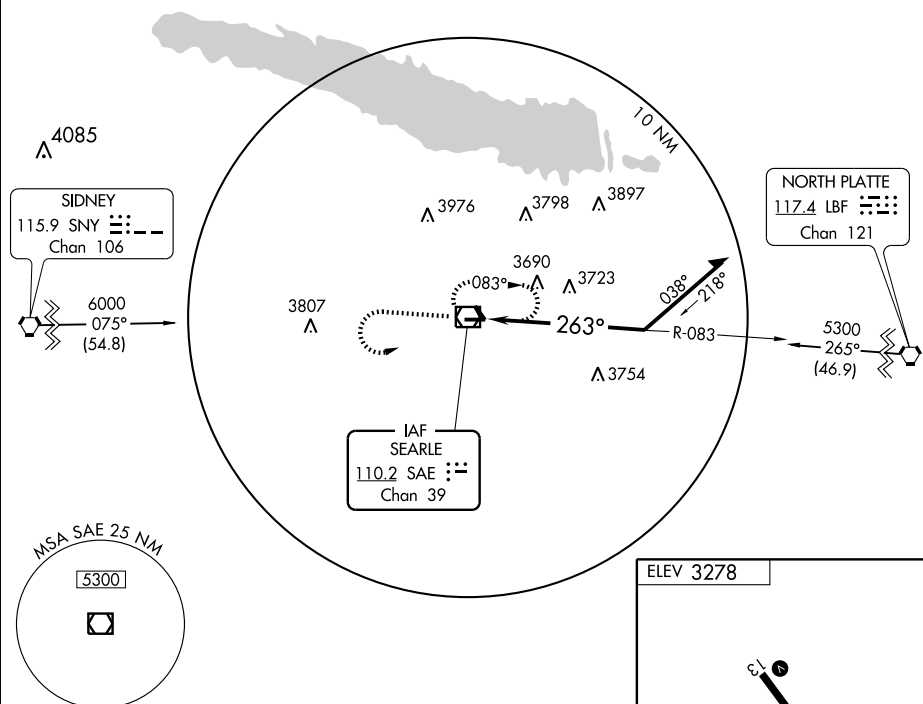 10 NM
4085
SIDNEY
115.9 SNY
Chan 106
6000
075°
(54.8)
3976
3798
3897
3690
3723
083°
3807
263°
038°
218°
R-083
3754
NORTH PLATTE
117.4 LBF
Chan 121
5300
265°
(46.9)
IAF
SEARLE
110.2 SAE
Chan 39
MSA SAE 25 NM
5300
ELEV 3278
13
V